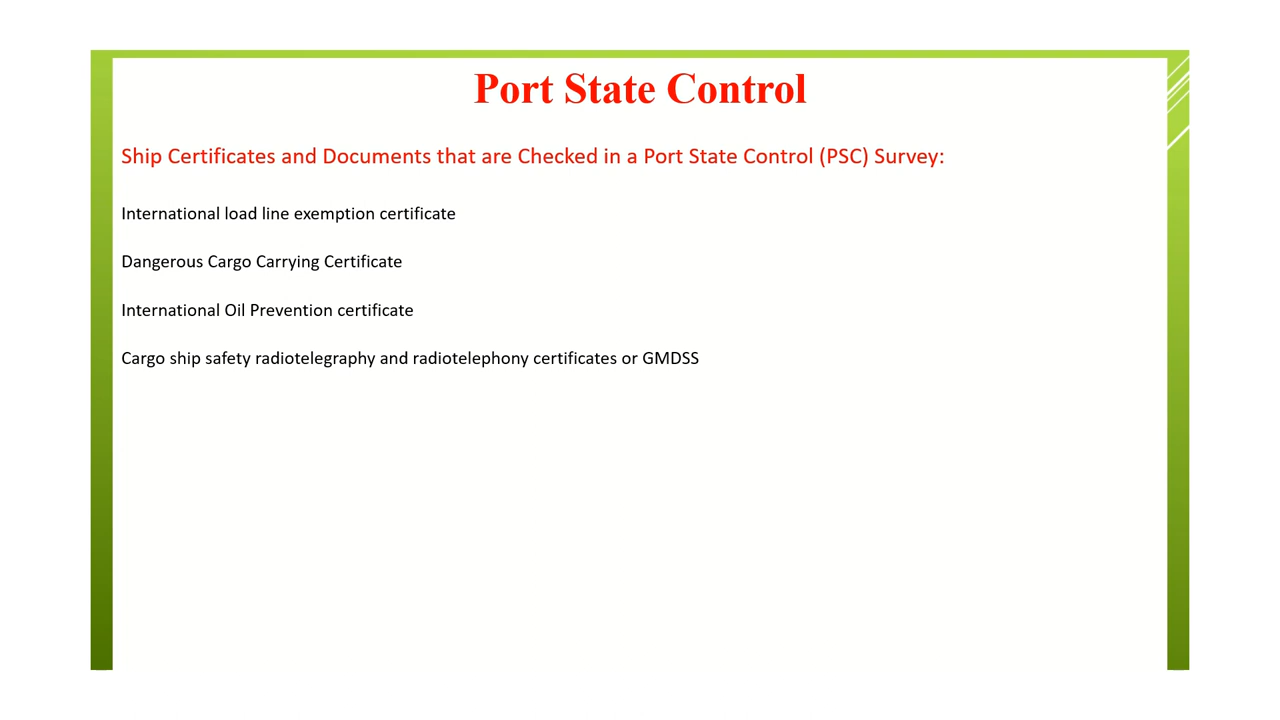 Port State Control
Ship Certificates and Documents that are Checked in a Port State Control (PSC) Survey:
International load line exemption certificate
Dangerous Cargo Carrying Certificate
International Oil Prevention certificate
Cargo ship safety radiotelegraphy and radiotelephony certificates or GMDSS